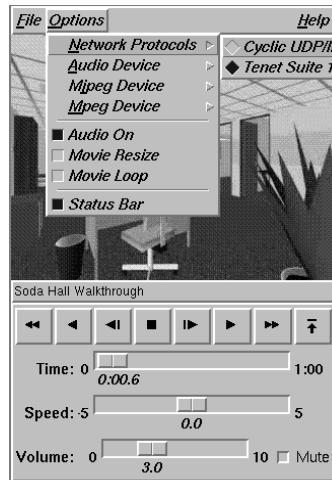 File Options Help
Network Protocols Cyclic UDP/
Audio Device Tenet Suite 1
Mjpeg Device
Mpeg Device
Audio On
Movie Resize
Movie Loop
Status Bar
Soda Hall Walkthrough
Time: 0 1:00
0:00.6
Speed: -5 5
0.0
Volume: 0 10 Mute
3.0